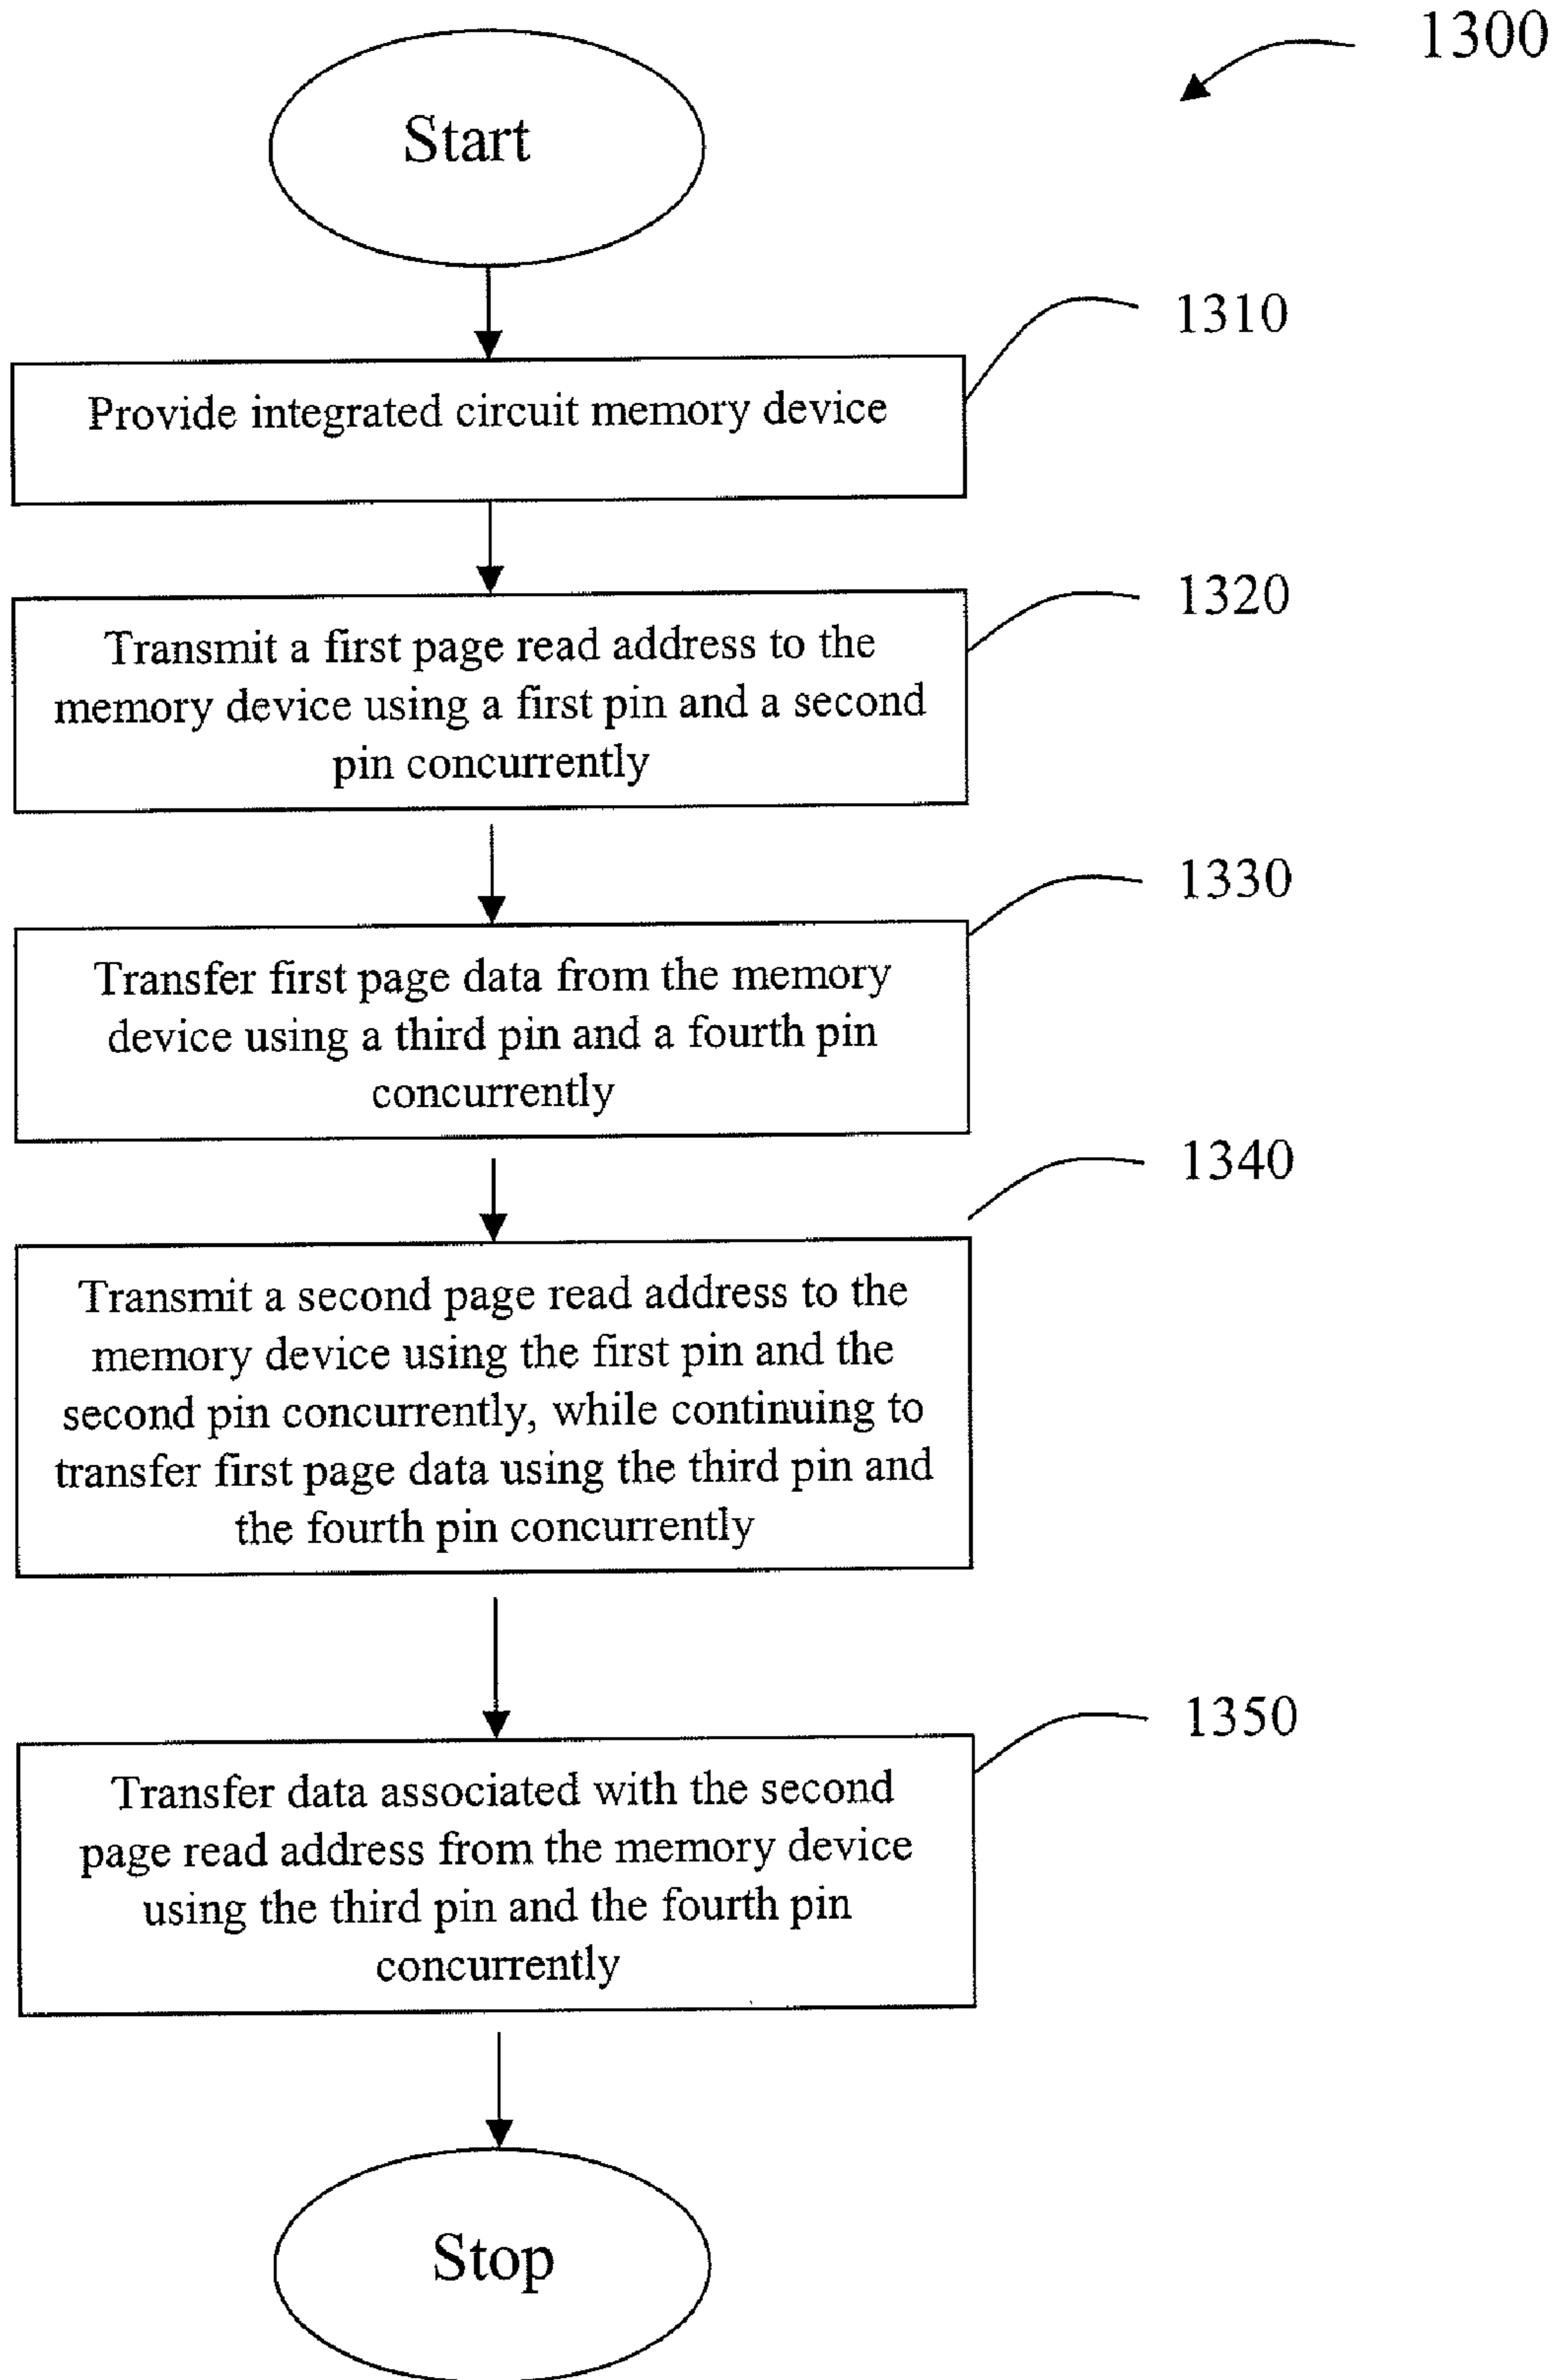 1300
Start
1310
Provide integrated circuit memory device
1320
Transmit a first page read address to the
memory device using a first pin and a second
pin concurrently
1330
Transfer first page data from the memory
device using a third pin and a fourth pin
concurrently
1340
Transmit a second page read address to the
memory device using the first pin and the
second pin concurrently, while continuing to
transfer first page data using the third pin and
the fourth pin concurrently
1350
Transfer data associated with the second
page read address from the memory device
using the third pin and the fourth pin
concurrently
Stop